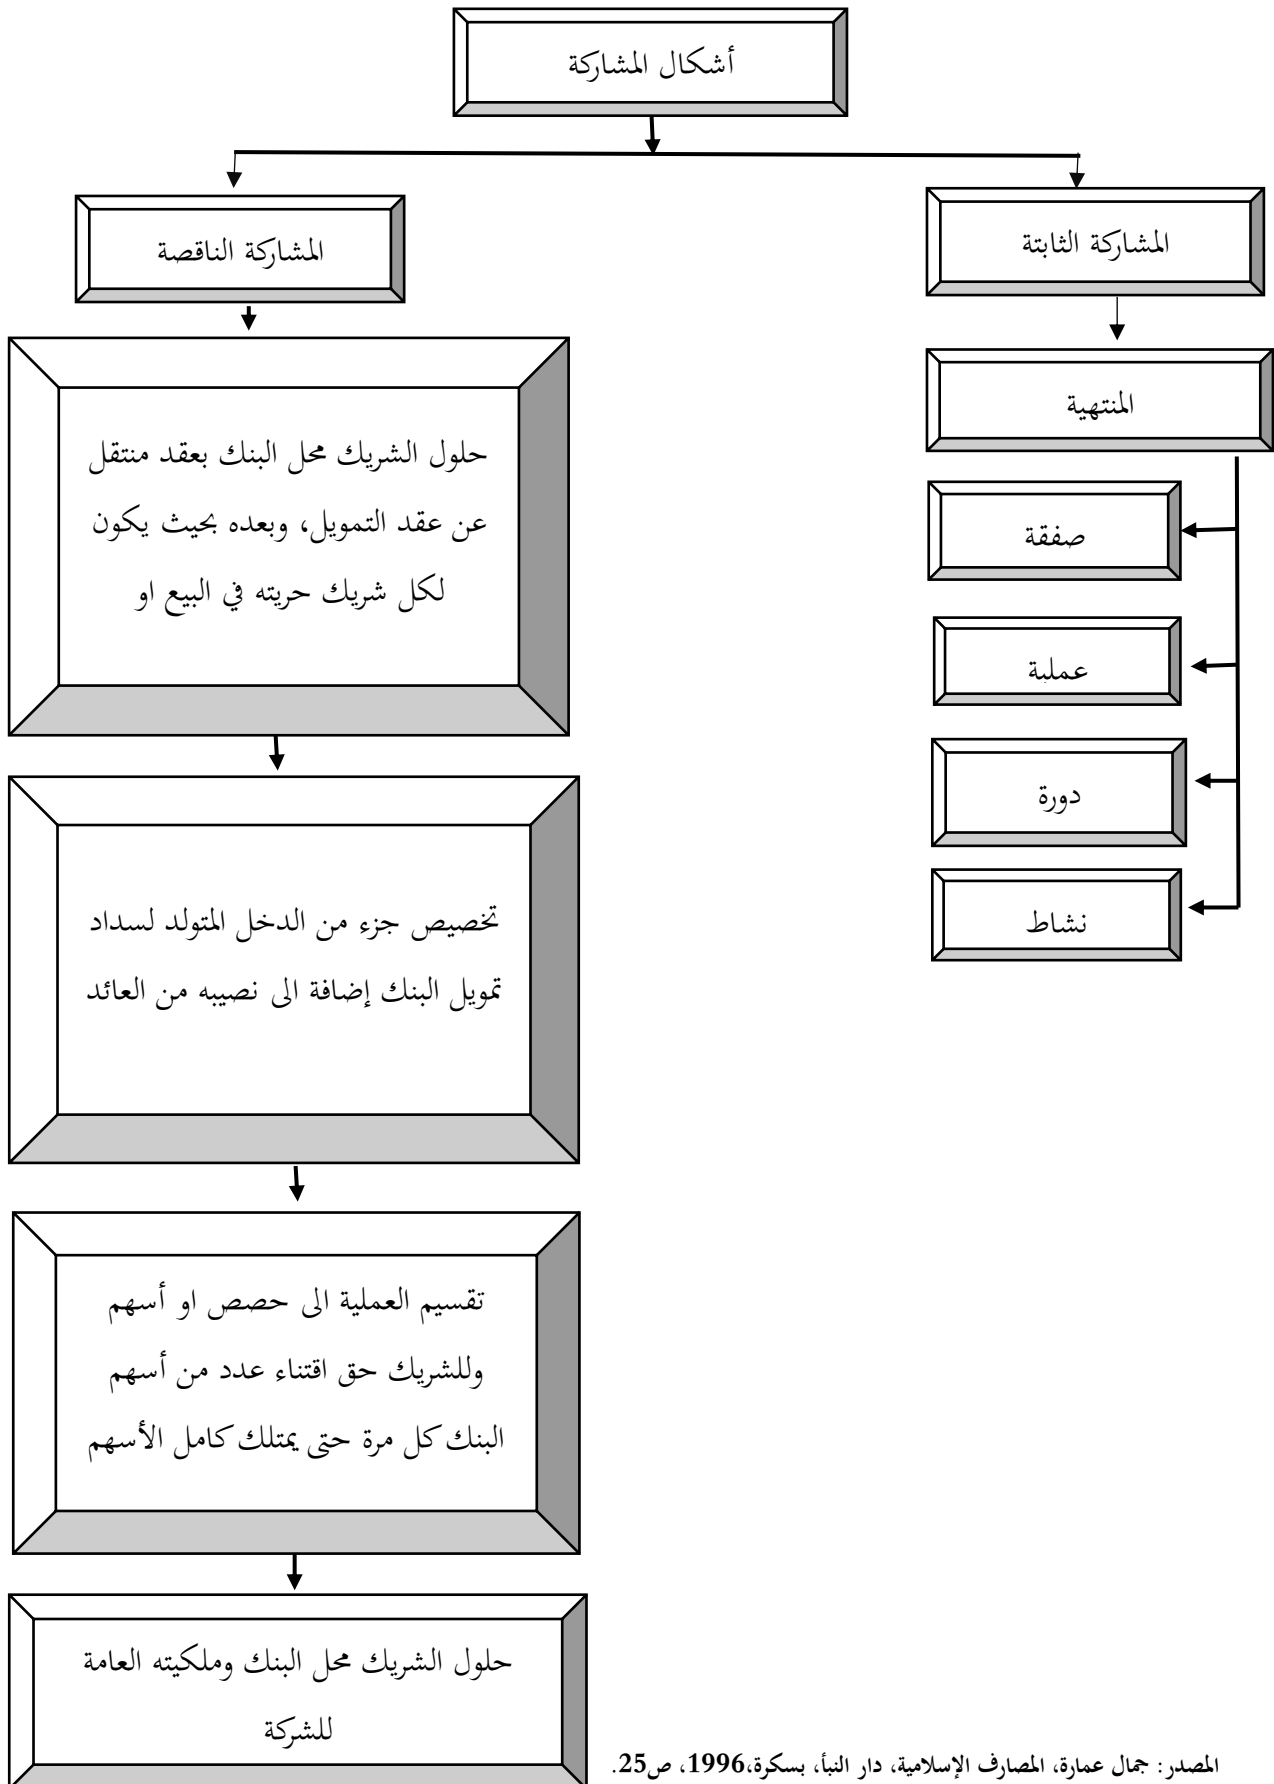 أشكال المشاركة
المشاركة الثابتة
المنتهية
صفقة
عملية
دورة
نشاط
المشاركة الناقصة
حلول الشريك محل البنك بعقد منتقل
عن عقد التمويل، وبعده بحيث يكون
لكل شريك حريته في البيع او
تخصيص جزء من الدخل المتولد لسداد
تمويل البنك إضافة الى نصيبه من العائد
تقسيم العملية الى حصص او أسهم
وللشريك حق اقتناء عدد من أسهم
البنك كل مرة حتى يمتلك كامل الأسهم
حلول الشريك محل البنك وملكيته العامة
للشركة
المصدر: جمال عمارة، المصارف الإسلامية، دار النبأ، بسكرة،1996، ص25.